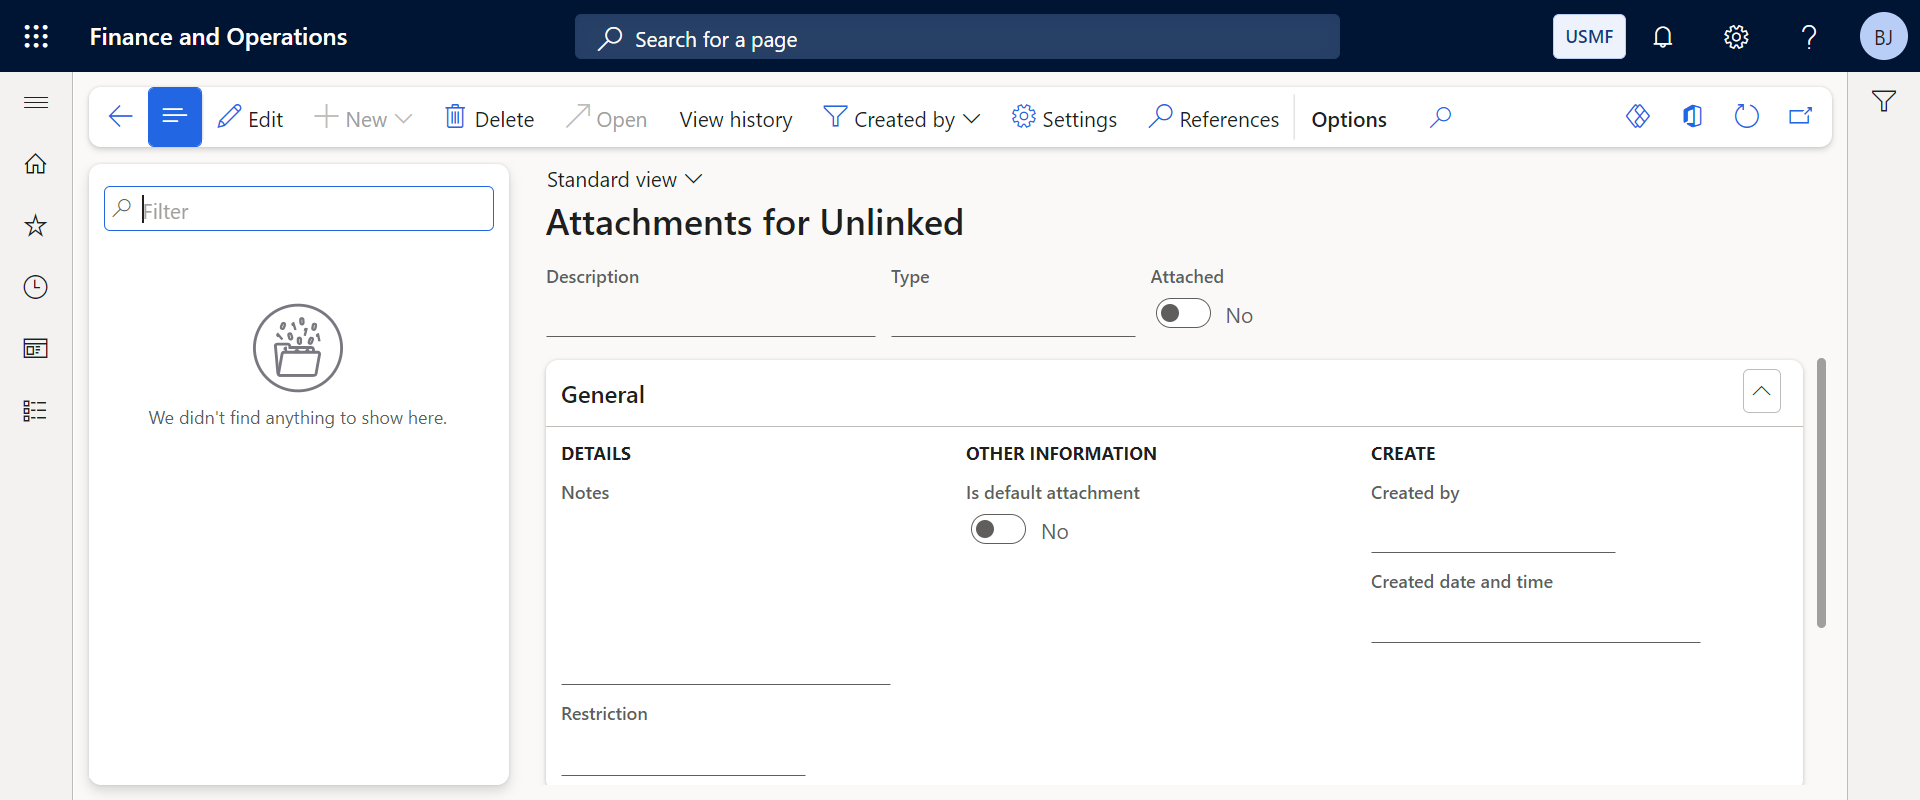 Finance and Operations
Search for a page
USMF
BJ
Edit
New
Delete
Open
View history
Created by
Settings
References
Options
Filter
We didn't find anything to show here.
Standard view
Attachments for Unlinked
Description
Type
Attached
No
General
DETAILS
OTHER INFORMATION
CREATE
Notes
Is default attachment
Created by
No
Created date and time
Restriction